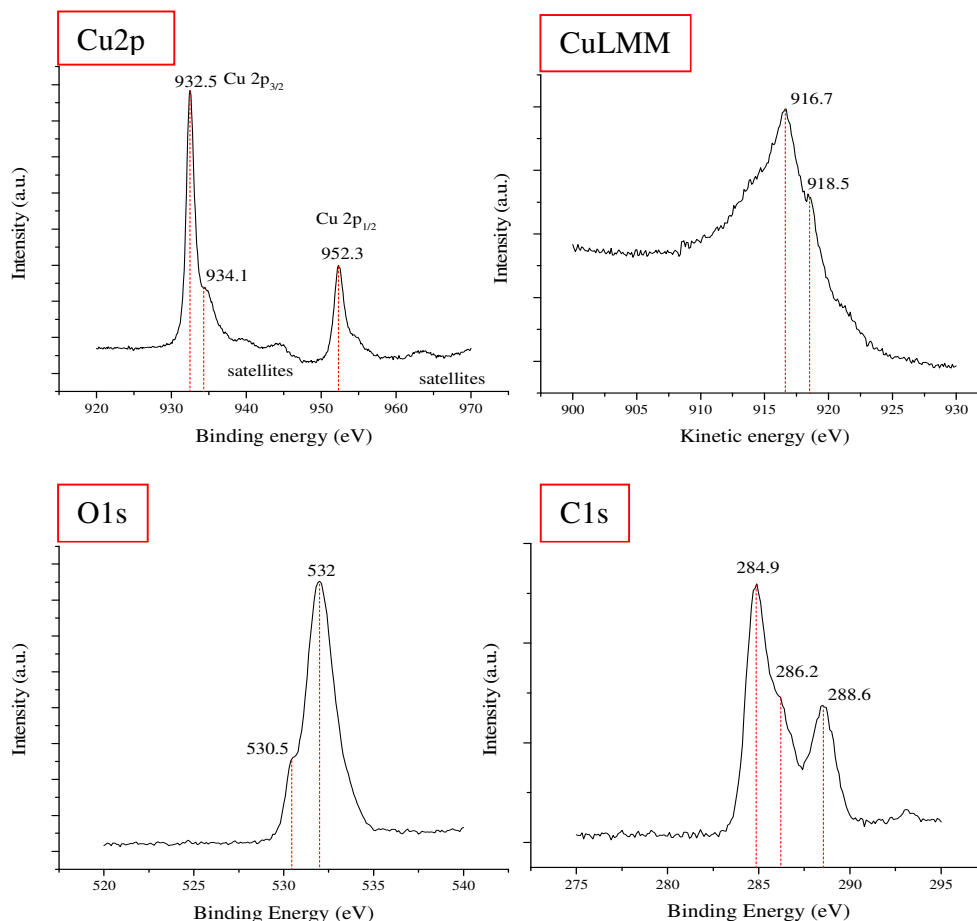 Cu2p
932.5 Cu 2p3/2
934.1
Cu 2p1/2
952.3
satellites
satellites
920 930 940 950 960 970
Binding energy (eV)
Intensity (a.u.)
CuLMM
916.7
918.5
900 905 910 915 920 925 930
Kinetic energy (eV)
Intensity (a.u.)
O1s
532
530.5
520 525 530 535 540
Binding Energy (eV)
Intensity (a.u.)
C1s
284.9
286.2
288.6
275 280 285 290 295
Binding Energy (eV)
Intensity (a.u.)